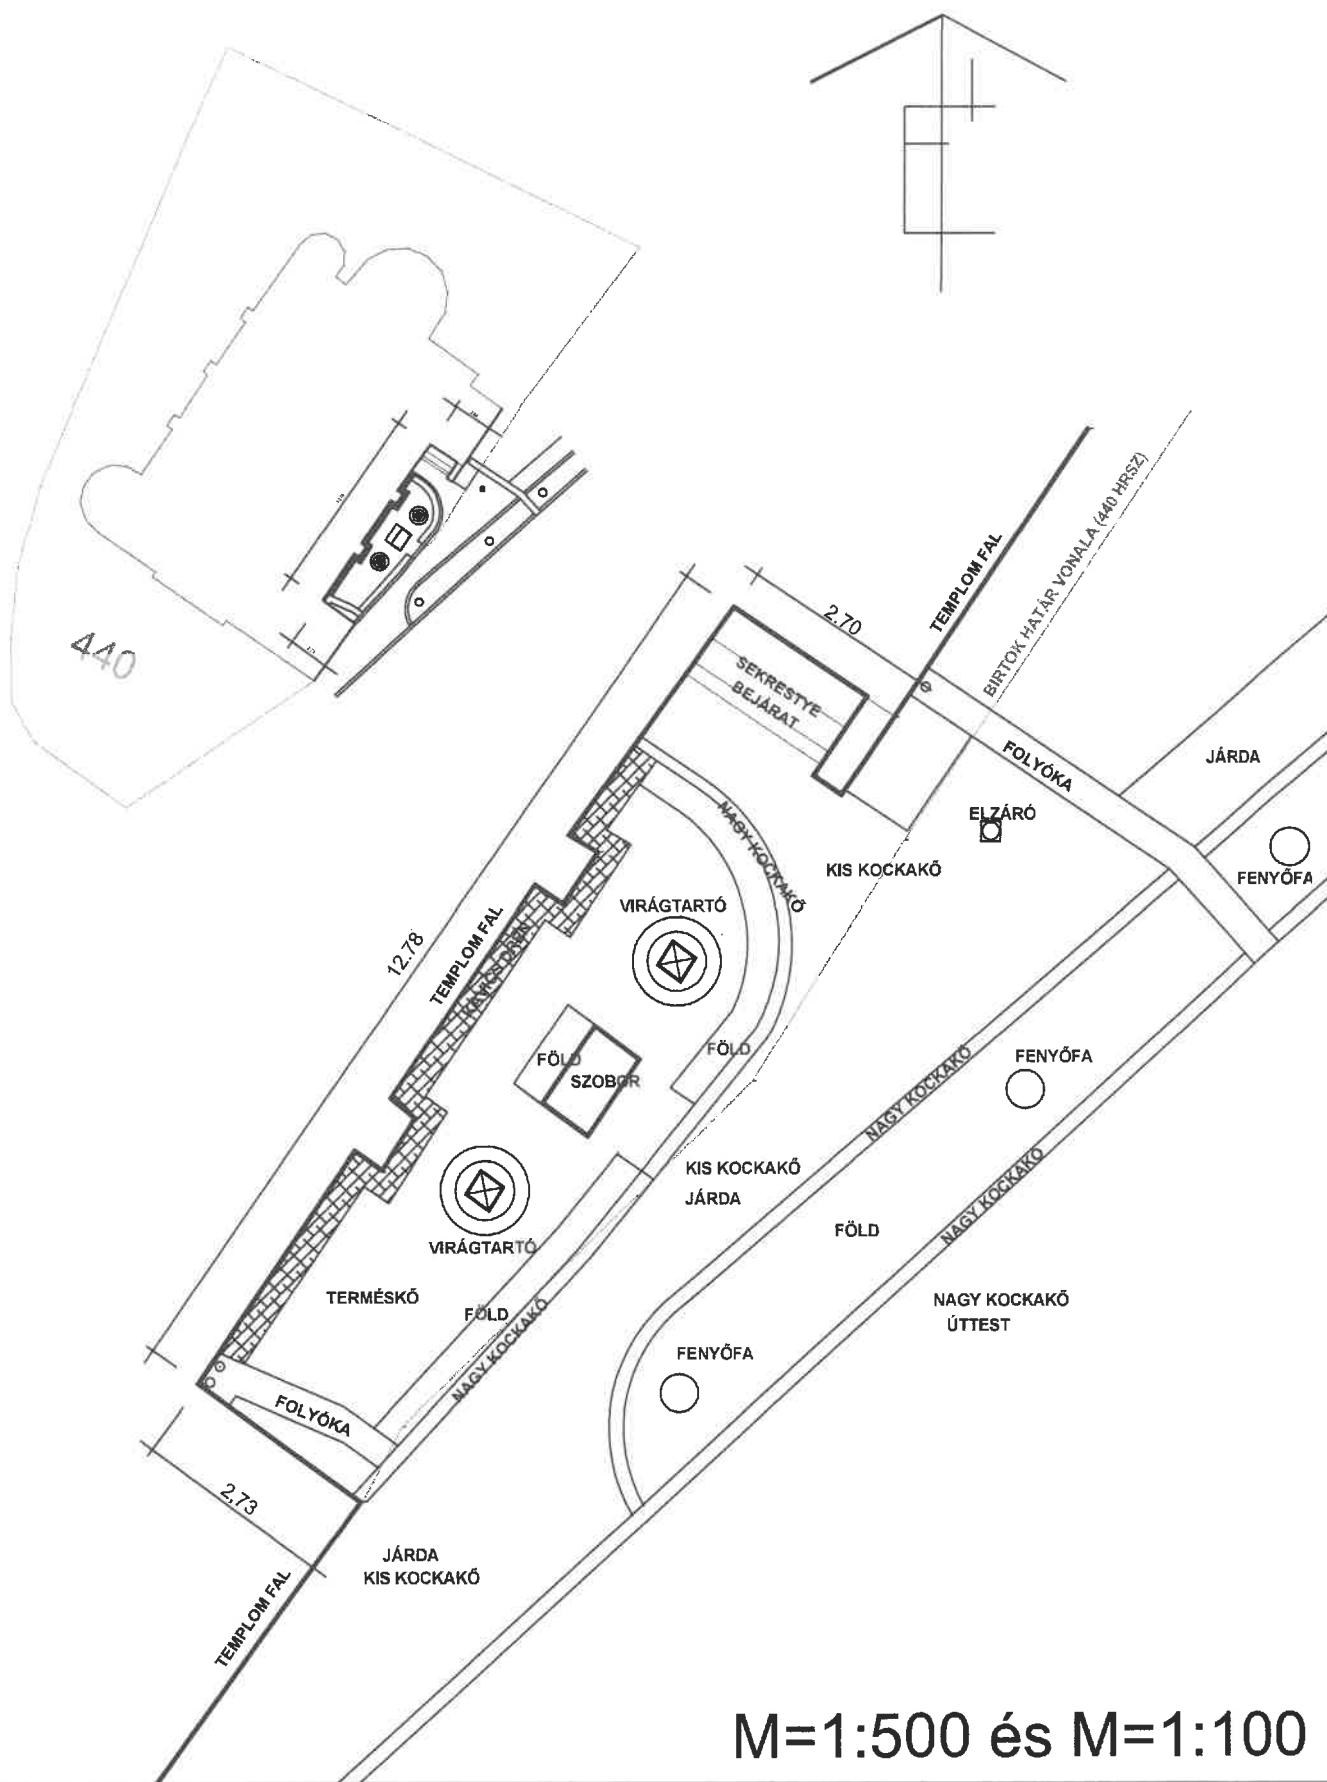 440
2,70
TEMPLOM FAL
BIRTOK HATÁR VONALA (440 HRSZ)
SEKRESTYE
BEJÁRAT
FOLYÓKA
JÁRDA
ELZÁRÓ
NAGY KOCKAKŐ
KIS KOCKAKŐ
FENYŐFA
VIRÁGTARTÓ
12.78
TEMPLOM FAL
KAVICS DRÉN
FÖLD
SZOBOR
FÖLD
NAGY KOCKAKŐ
FENYŐFA
KIS KOCKAKŐ
JÁRDA
NAGY KOCKAKŐ
FÖLD
VIRÁGTARTÓ
TERMÉSKŐ
FÖLD
NAGY KOCKAKŐ
NAGY KOCKAKŐ
ÚTTEST
FENYŐFA
FOLYÓKA
2,73
JÁRDA
KIS KOCKAKŐ
TEMPLOM FAL
M=1:500 és M=1:100